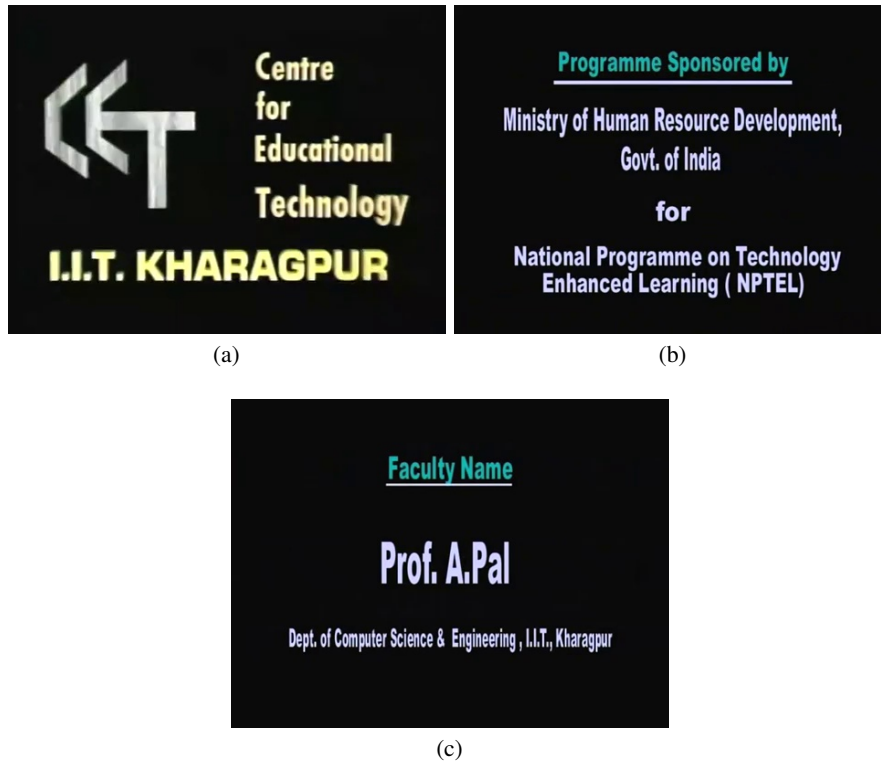 CET
Centre
for
Educational
Technology
I.I.T. KHARAGPUR
(a)
Programme Sponsored by
Ministry of Human Resource Development,
Govt. of India
for
National Programme on Technology
Enhanced Learning ( NPTEL)
(b)
Faculty Name
Prof. A.Pal
Dept. of Computer Science & Engineering , I.I.T., Kharagpur
(c)